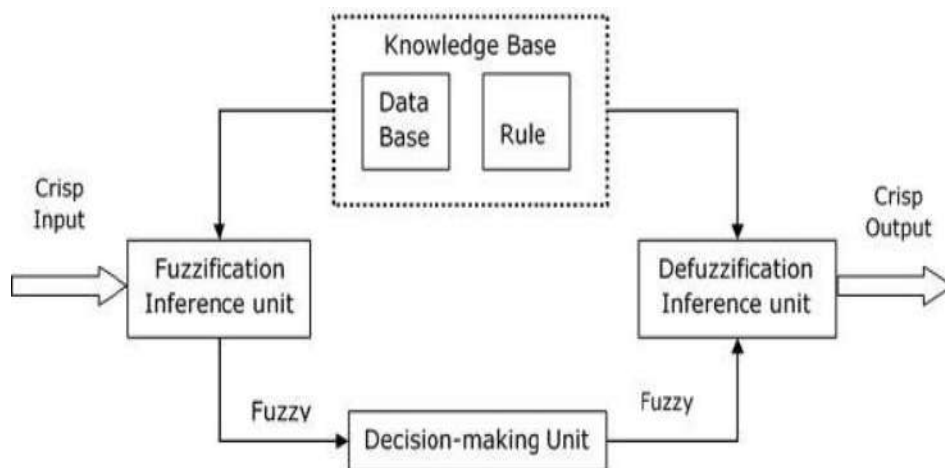 Knowledge Base
Data
Base
Rule
Crisp
Input
Crisp
Output
Fuzzification
Inference unit
Defuzzification
Inference unit
Fuzzy
Fuzzy
Decision-making Unit